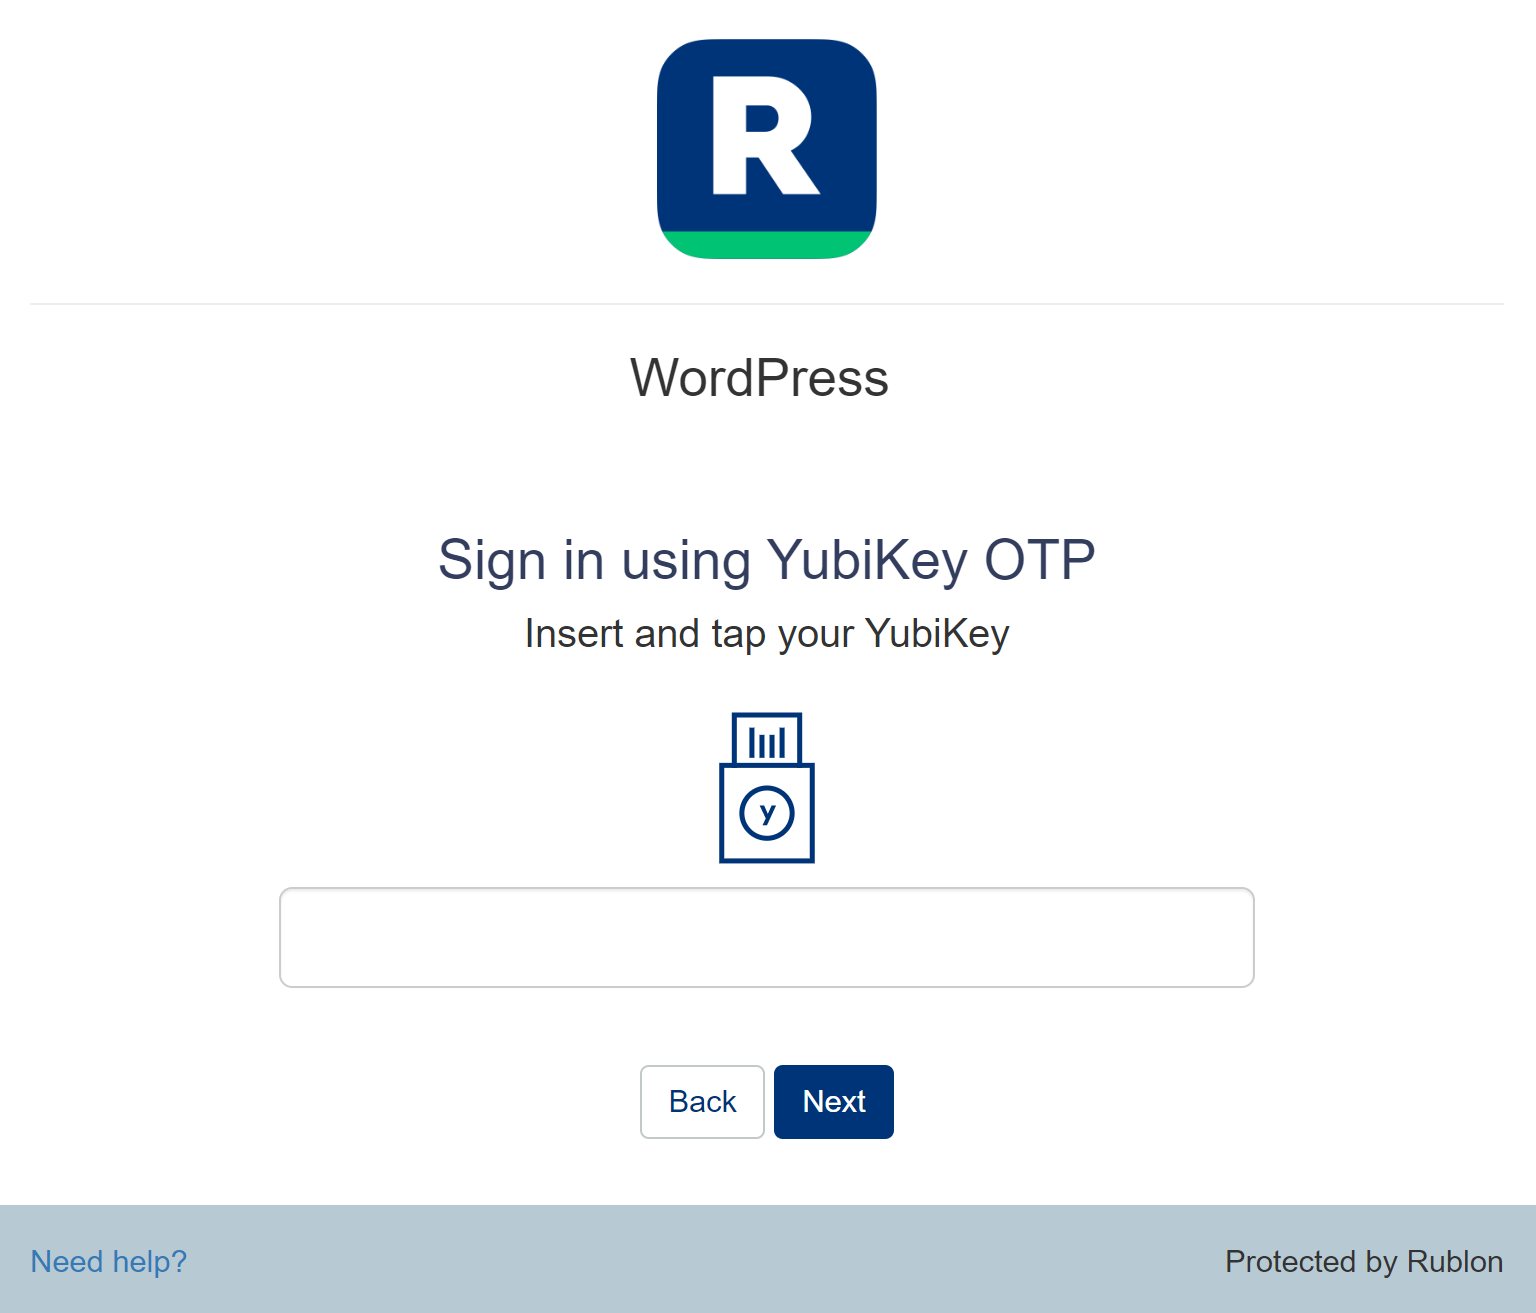 R
WordPress
Sign in using YubiKey OTP
Insert and tap your YubiKey
y
Back Next
Need help? Protected by Rublon